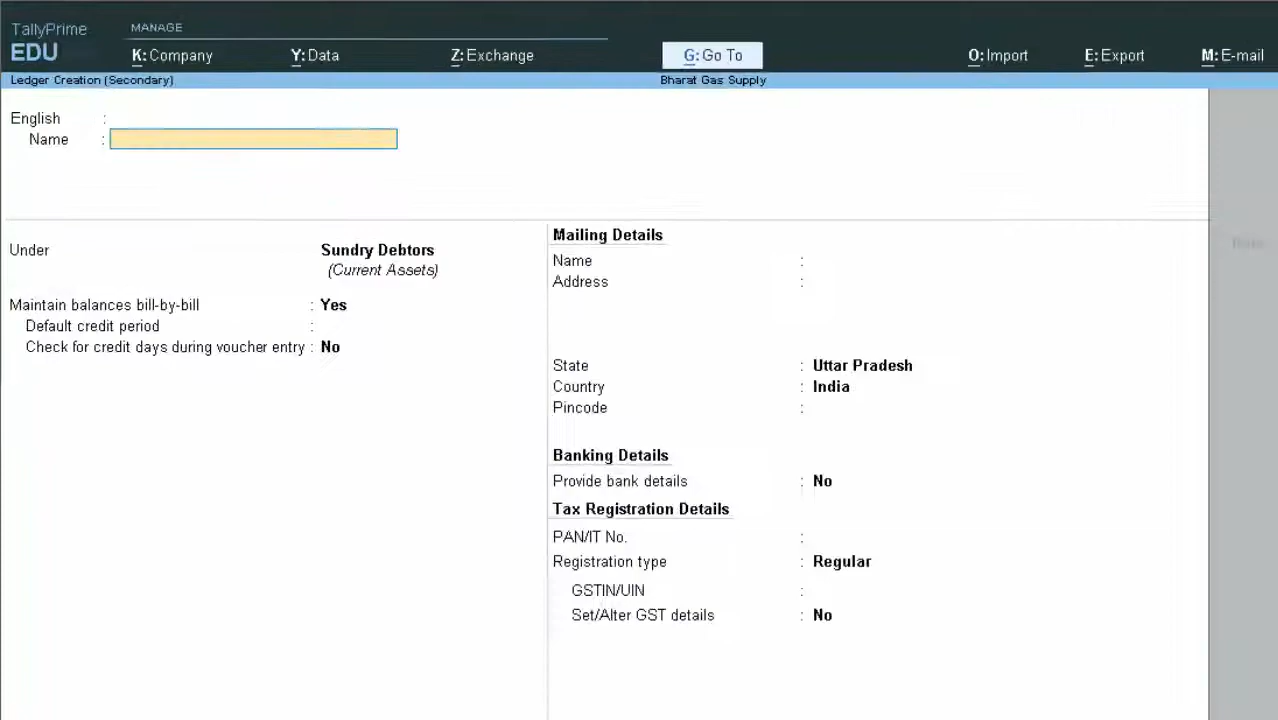 TallyPrime
MANAGE
EDU
K: Company
Y: Data
Z: Exchange
G: Go To
O: Import
E: Export
M: E-mail
Ledger Creation (Secondary)
Bharat Gas Supply
English :
Name :
Under
Sundry Debtors
(Current Assets)
Maintain balances bill-by-bill : Yes
Default credit period :
Check for credit days during voucher entry : No
Mailing Details
Name :
Address :
State : Uttar Pradesh
Country : India
Pincode :
Banking Details
Provide bank details : No
Tax Registration Details
PAN/IT No. :
Registration type : Regular
GSTIN/UIN :
Set/Alter GST details : No